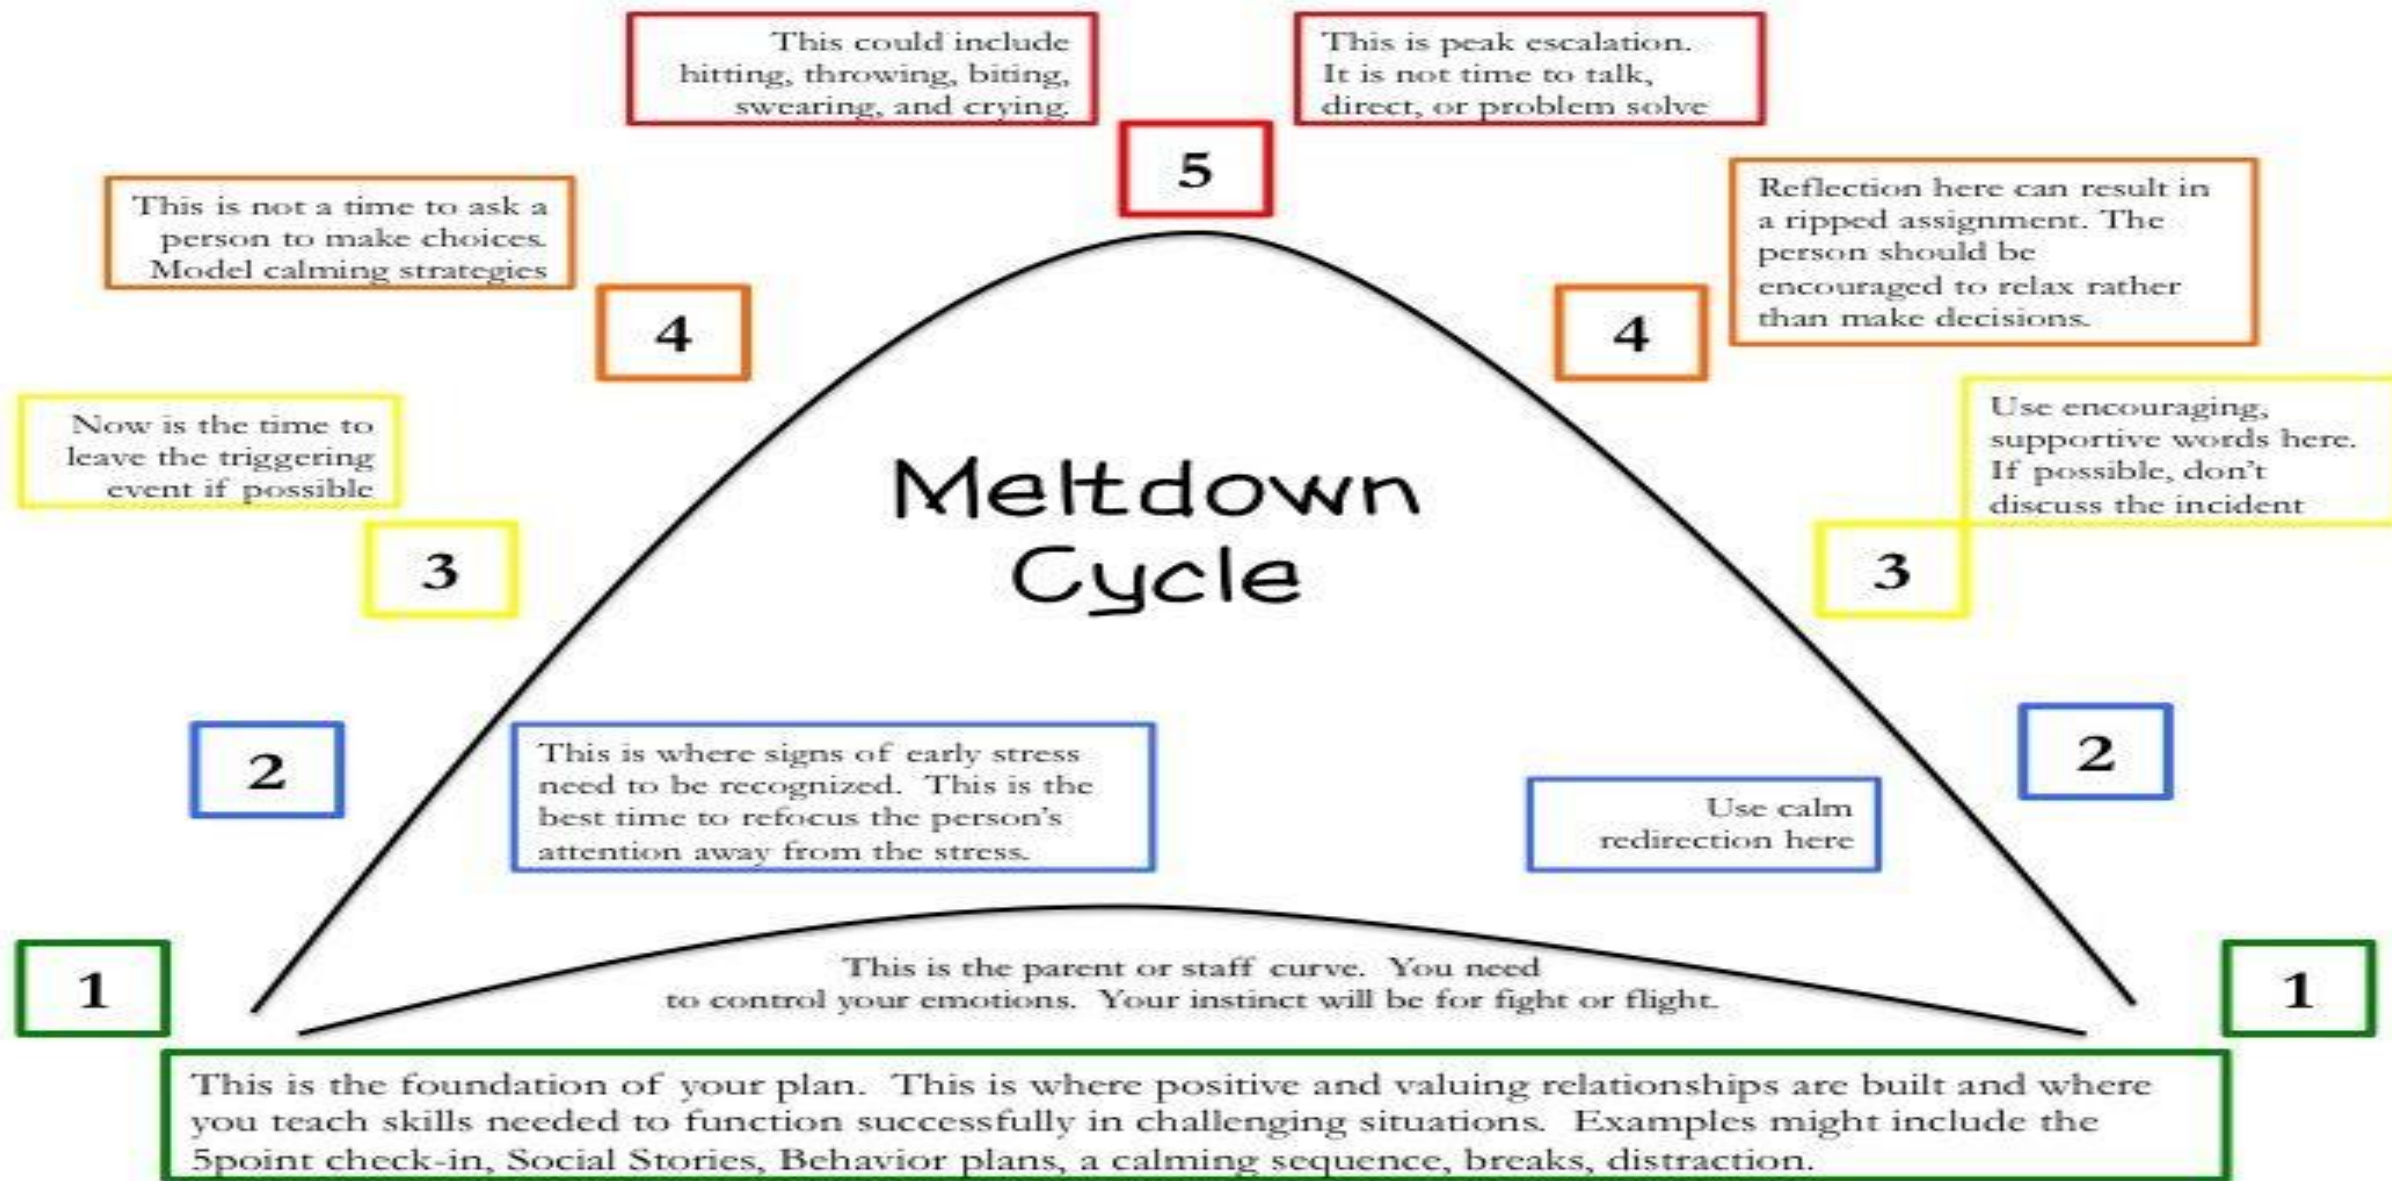 This could include
hitting, throwing, biting,
swearing, and crying.
This is peak escalation.
It is not time to talk,
direct, or problem solve
5
This is not a time to ask a
person to make choices.
Model calming strategies
4
4
Reflection here can result in
a ripped assignment. The
person should be
encouraged to relax rather
than make decisions.
Now is the time to
leave the triggering
event if possible
3
Meltdown
Cycle
3
Use encouraging,
supportive words here.
If possible, don't
discuss the incident
2
This is where signs of early stress
need to be recognized. This is the
best time to refocus the person's
attention away from the stress.
Use calm
redirection here
2
1
This is the parent or staff curve. You need
to control your emotions. Your instinct will be for fight or flight.
1
This is the foundation of your plan. This is where positive and valuing relationships are built and where
you teach skills needed to function successfully in challenging situations. Examples might include the
5point check-in, Social Stories, Behavior plans, a calming sequence, breaks, distraction.